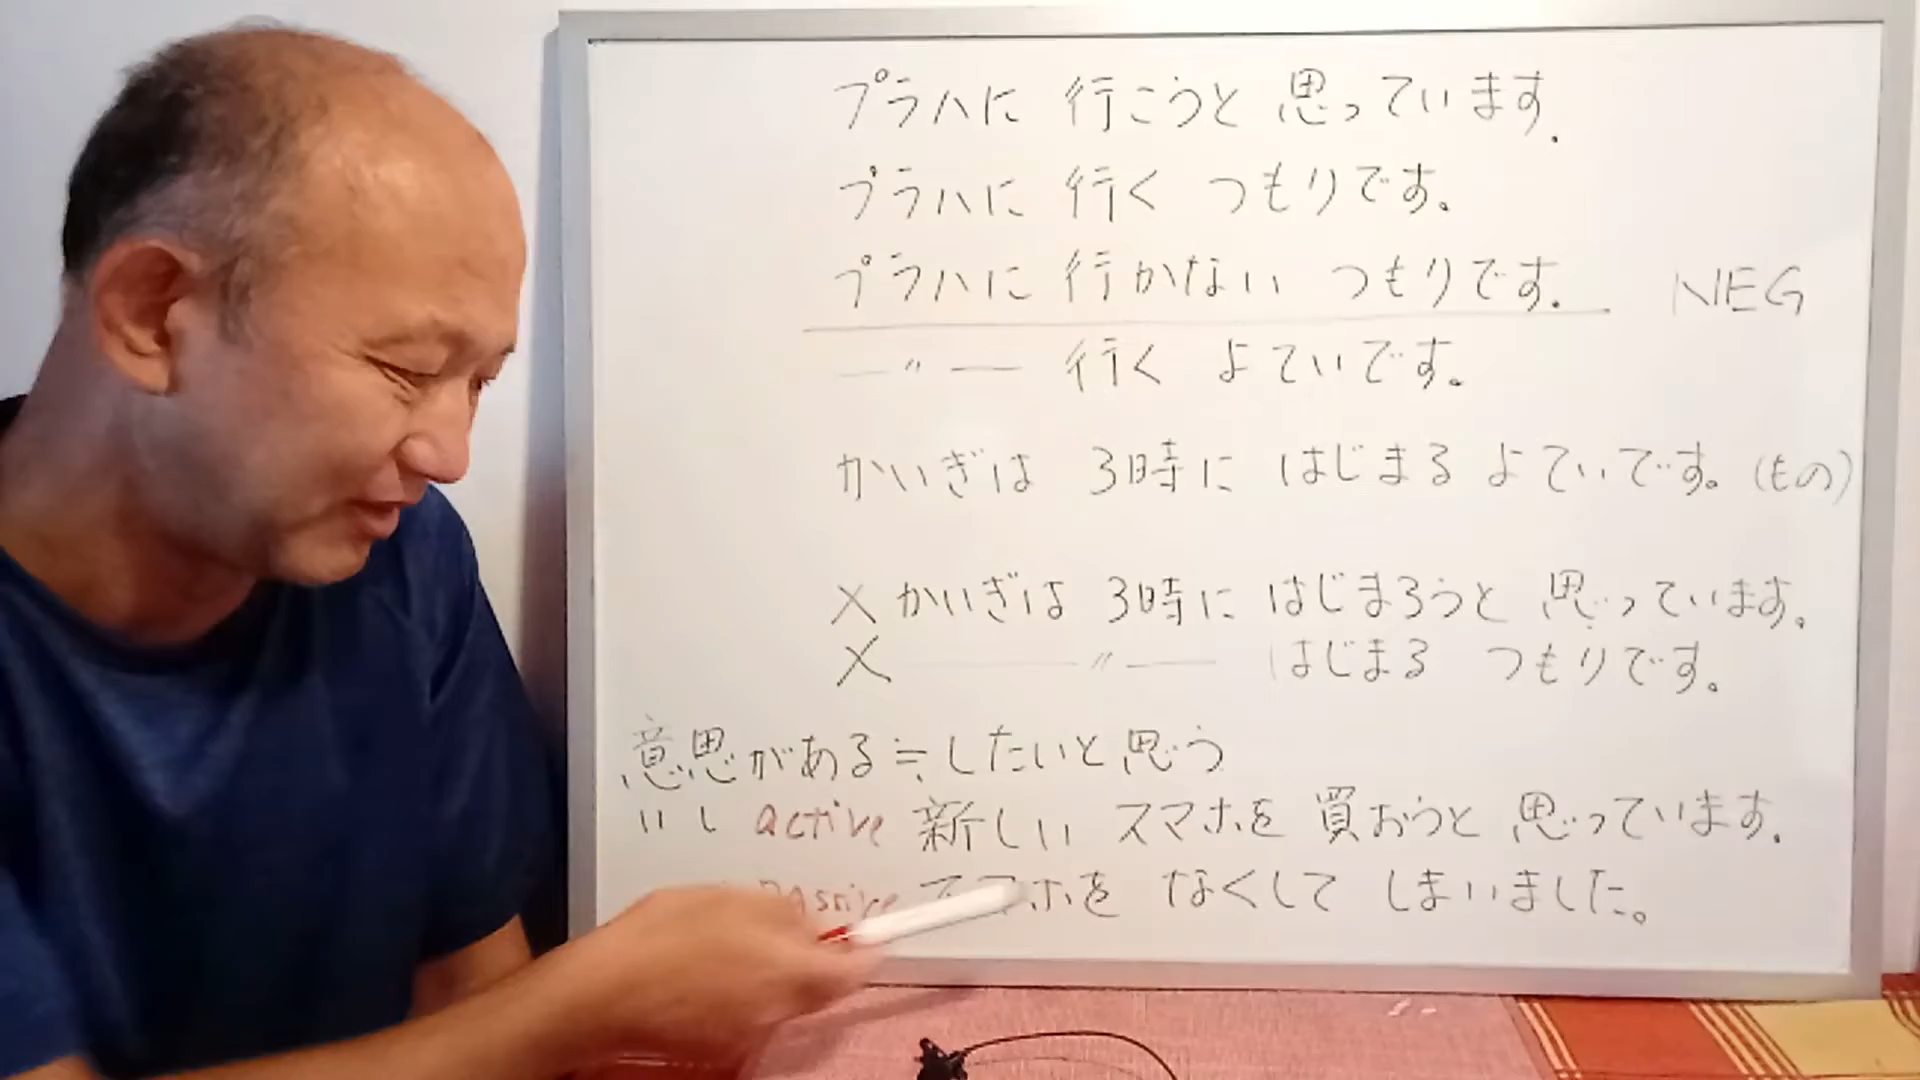 プラハに 行こうと 思っています.
プラハに 行く つもりです。
プラハに 行かない つもりです. NEG
—〃— 行く よていです。
かいぎは 3時に はじまる よていです。(もの)
× かいぎは 3時に はじまろうと 思っています。
× —〃— はじまる つもりです。
意思がある≒したいと思う
いし active 新しい スマホを 買おうと 思っています.
passive スマホを なくして しまいました。